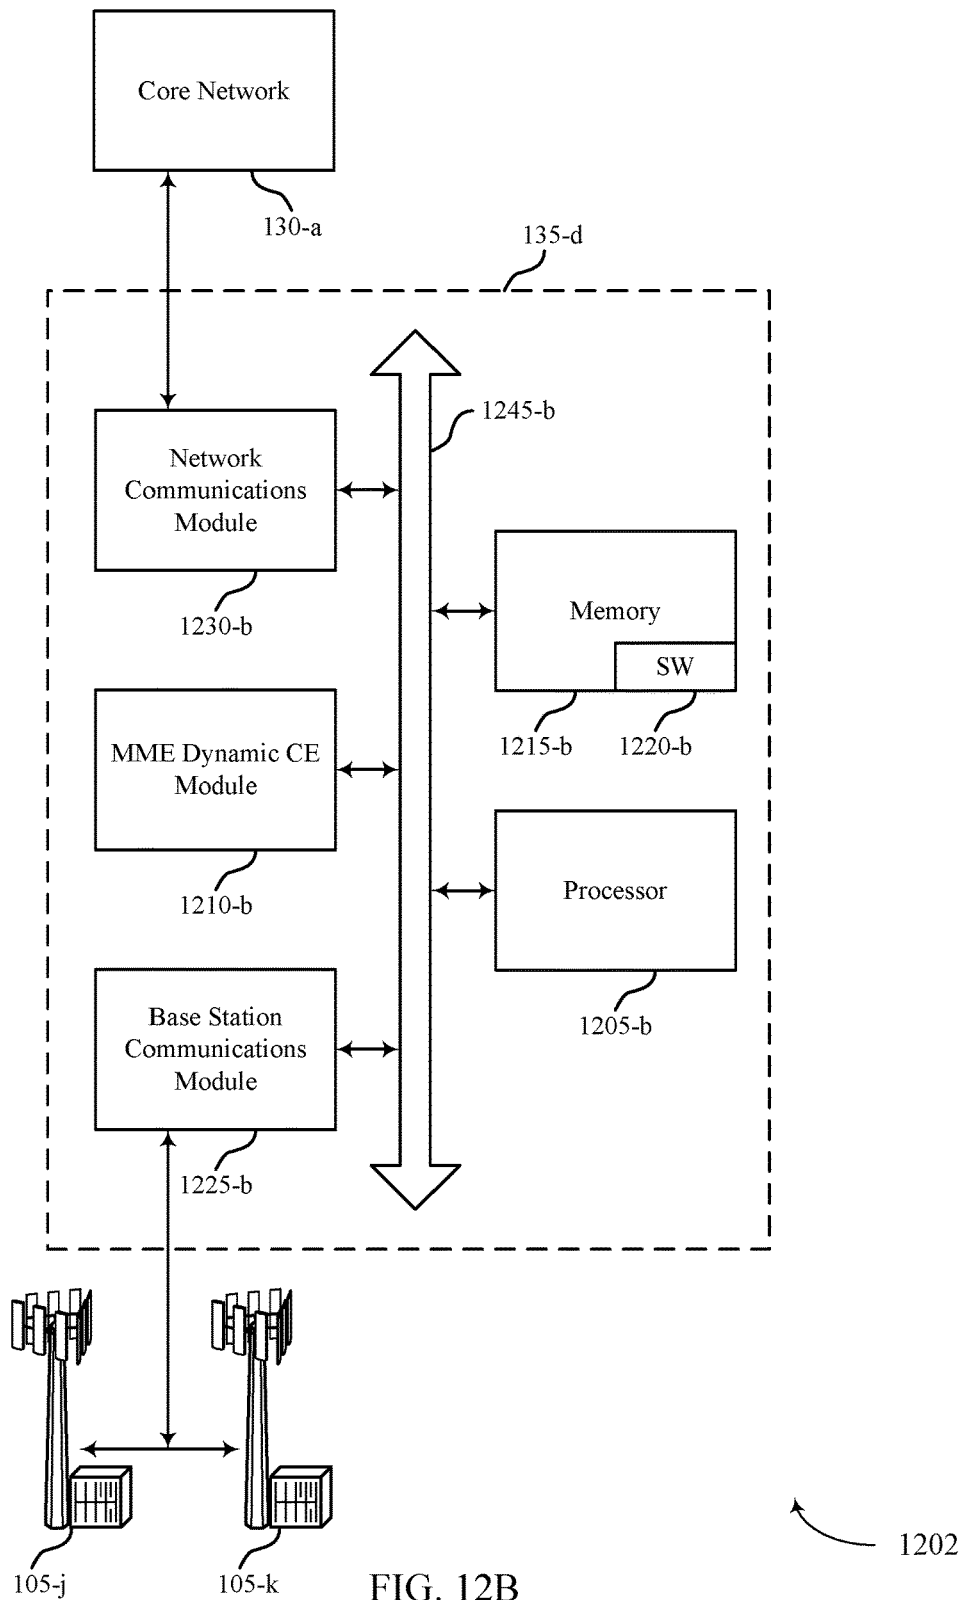 Core Network
130-a
135-d
1245-b
Network
Communications
Module
1230-b
Memory
SW
1215-b
1220-b
MME Dynamic CE
Module
1210-b
Processor
1205-b
Base Station
Communications
Module
1225-b
105-j
105-k
1202
FIG. 12B